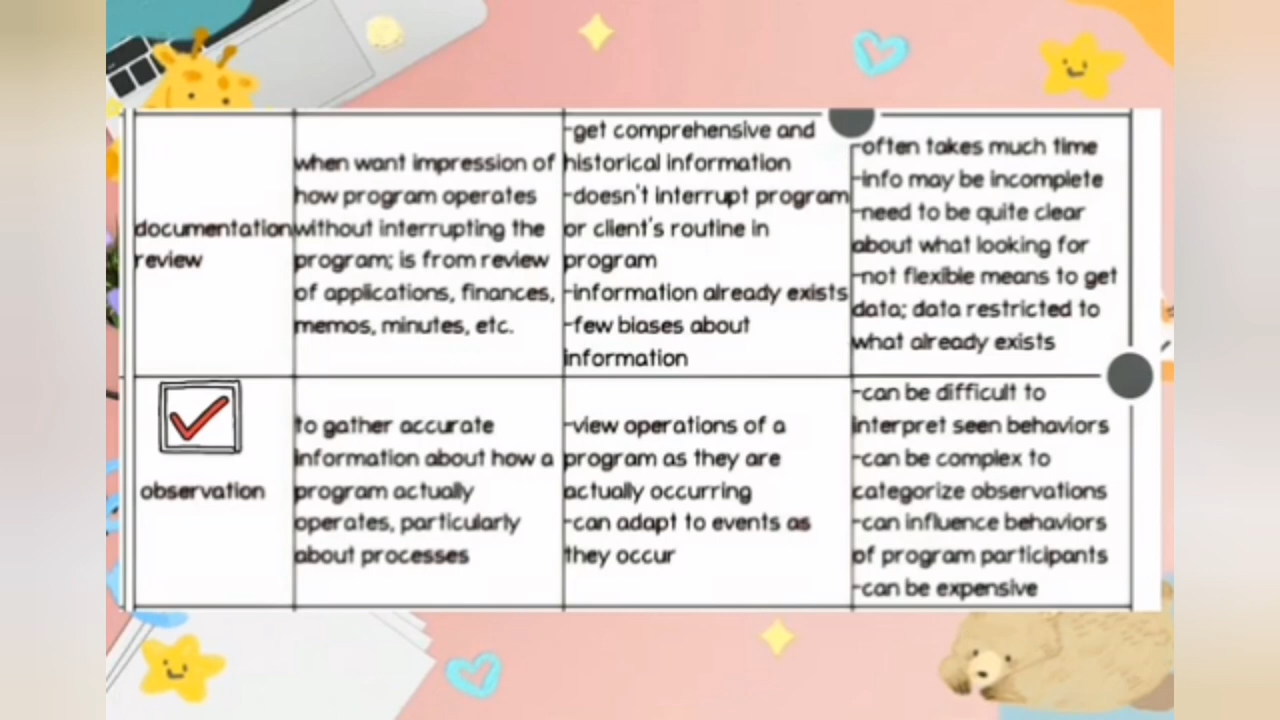 documentation
review
when want impression of
how program operates
without interrupting the
program; is from review
of applications, finances,
memos, minutes, etc.
-get comprehensive and
historical information
-doesn't interrupt program
or client's routine in
program
-information already exists
-few biases about
information
-often takes much time
-info may be incomplete
-need to be quite clear
about what looking for
-not flexible means to get
data; data restricted to
what already exists
observation
to gather accurate
information about how a
program actually
operates, particularly
about processes
-view operations of a
program as they are
actually occurring
-can adapt to events as
they occur
-can be difficult to
interpret seen behaviors
-can be complex to
categorize observations
-can influence behaviors
of program participants
-can be expensive